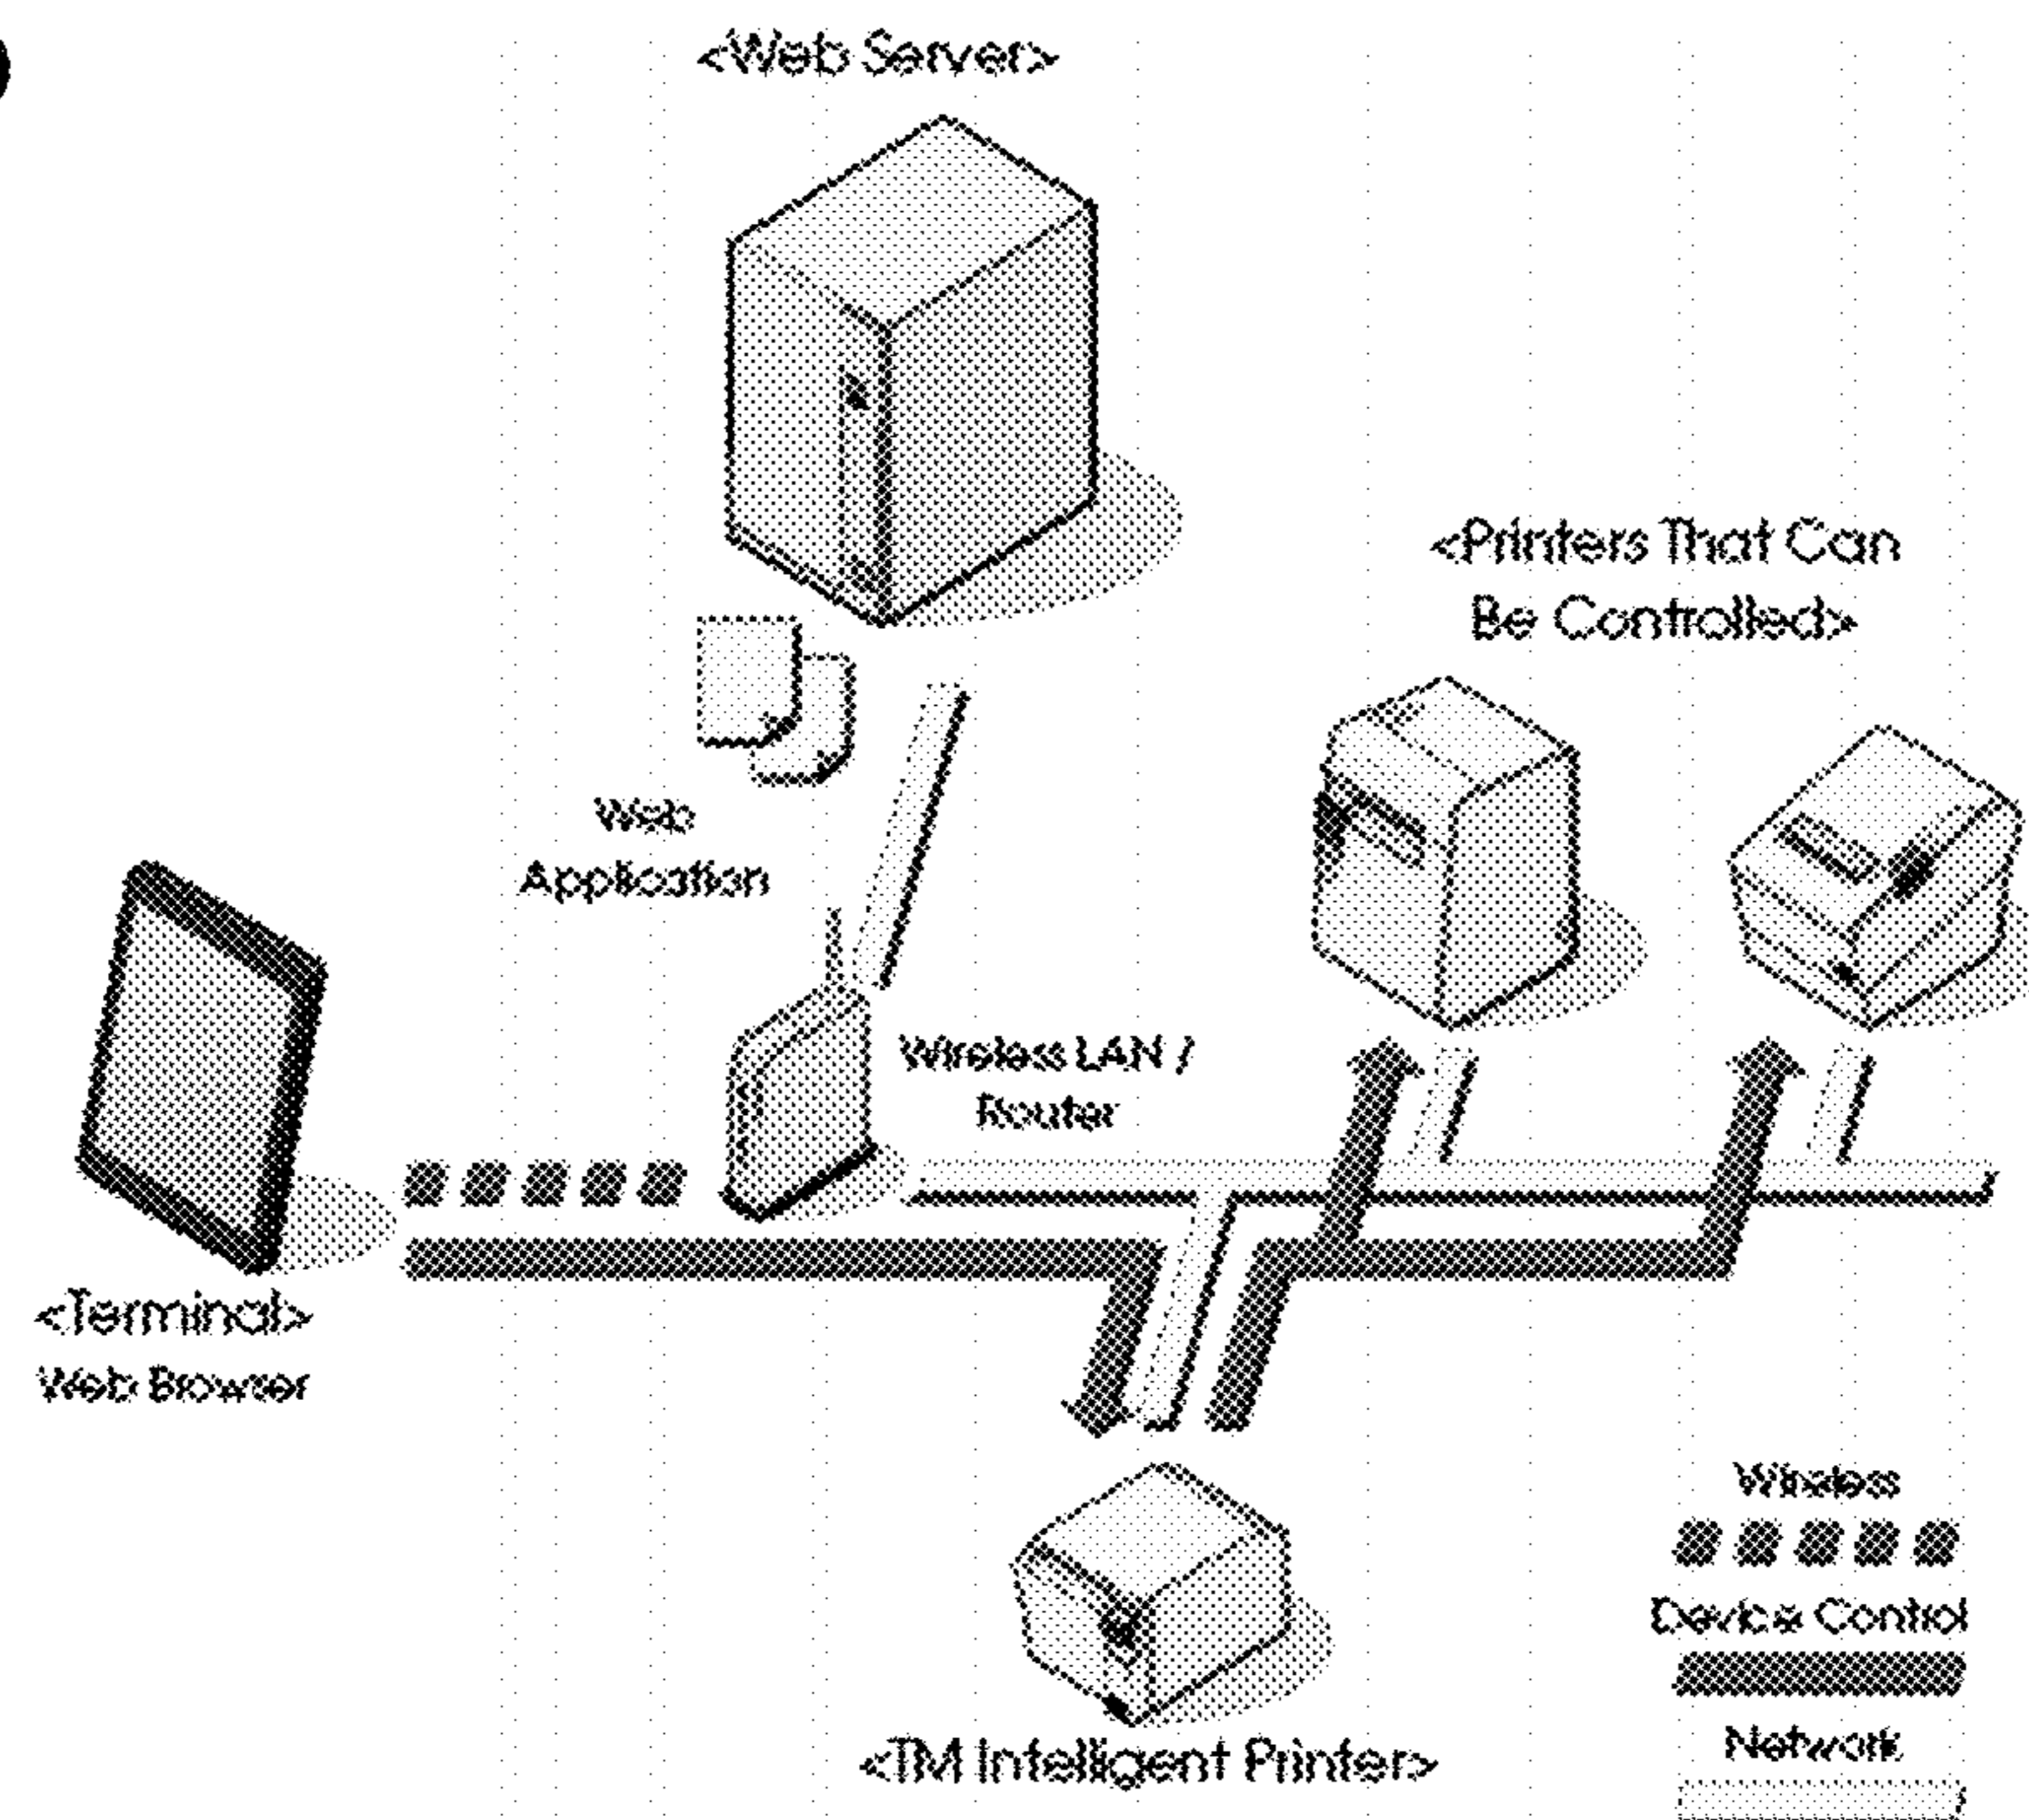 <Web Server>
<Printers That Can
Be Controlled>
Web
Application
Wireless LAN /
Router
<Terminal>
Web Browser
Wireless
Device Control
Network
<TM Intelligent Printer>